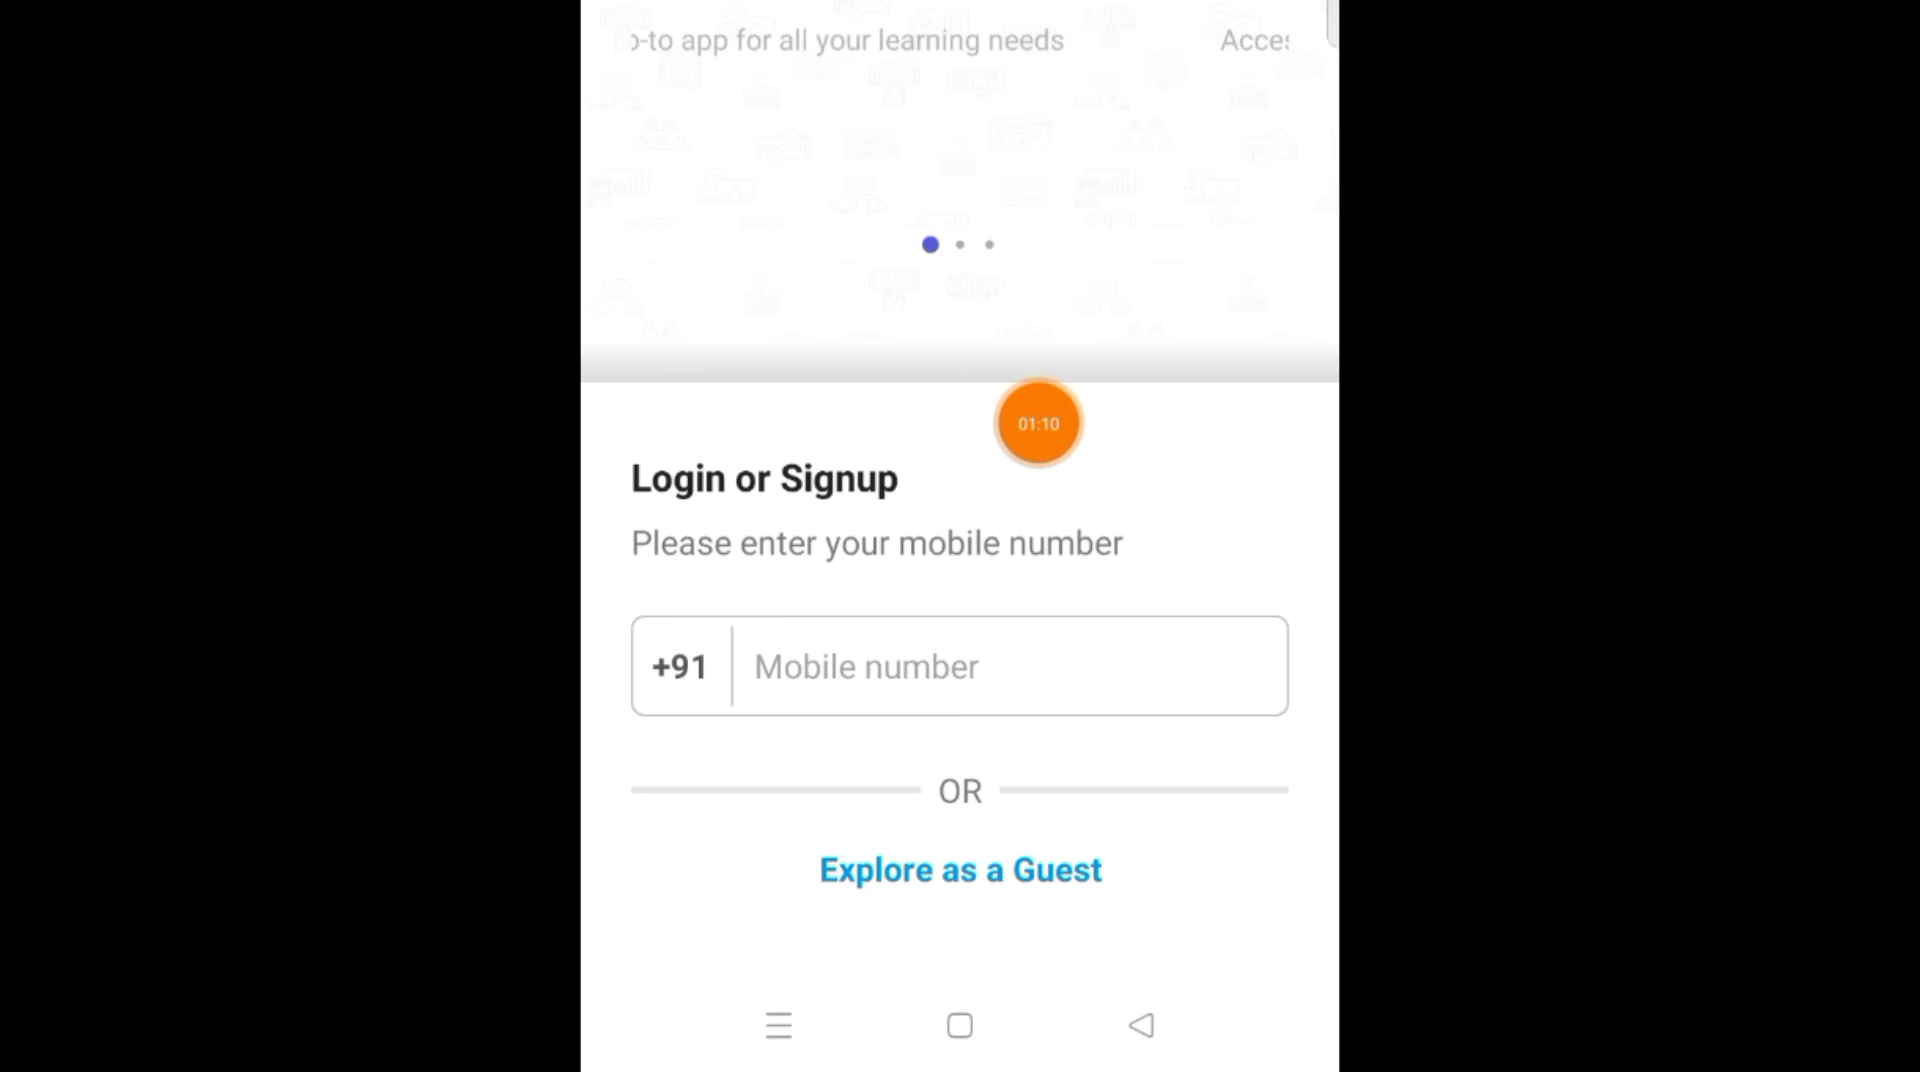 -to app for all your learning needs
01:10
Login or Signup
Please enter your mobile number
+91 Mobile number
OR
Explore as a Guest